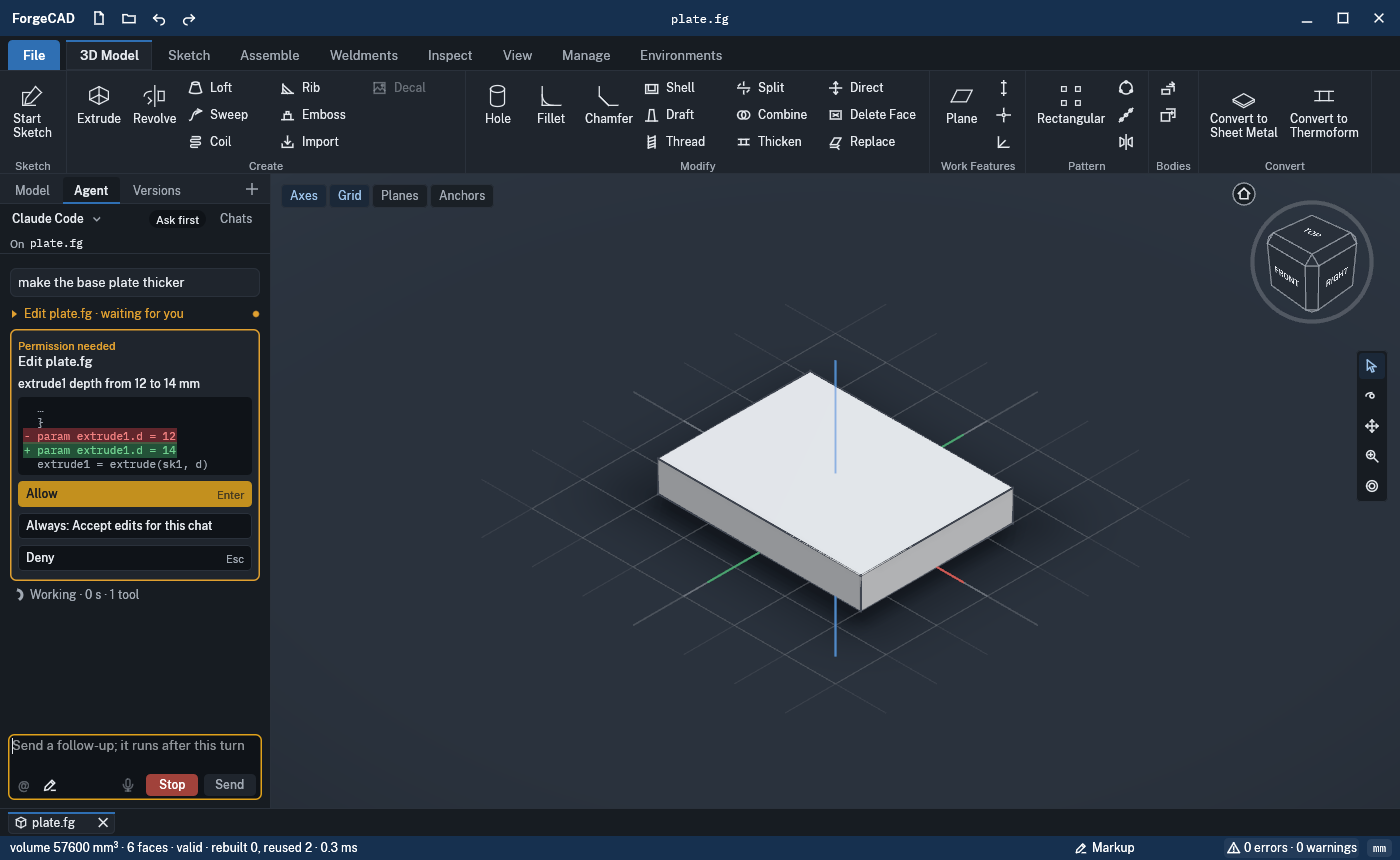 ForgeCAD
plate.fg
File
3D Model
Sketch
Assemble
Weldments
Inspect
View
Manage
Environments
Start
Sketch
Extrude
Revolve
Loft
Sweep
Coil
Rib
Emboss
Import
Decal
Hole
Fillet
Chamfer
Shell
Draft
Thread
Split
Combine
Thicken
Direct
Delete Face
Replace
Plane
Rectangular
Convert to
Sheet Metal
Convert to
Thermoform
Sketch
Create
Modify
Work Features
Pattern
Bodies
Convert
Model
Agent
Versions
Claude Code
Ask first
Chats
On plate.fg
make the base plate thicker
Edit plate.fg · waiting for you
Permission needed
Edit plate.fg
extrude1 depth from 12 to 14 mm
…
}
- param extrude1.d = 12
+ param extrude1.d = 14
extrude1 = extrude(sk1, d)
Allow Enter
Always: Accept edits for this chat
Deny Esc
Working · 0 s · 1 tool
Send a follow-up; it runs after this turn
@
Stop
Send
Axes
Grid
Planes
Anchors
TOP
FRONT
RIGHT
plate.fg
volume 57600 mm³ · 6 faces · valid · rebuilt 0, reused 2 · 0.3 ms
Markup
0 errors · 0 warnings
mm